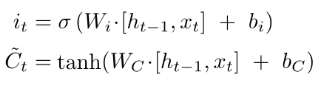 i_t = σ (W_i·[h_{t−1}, x_t] + b_i)
C̃_t = tanh(W_C·[h_{t−1}, x_t] + b_C)